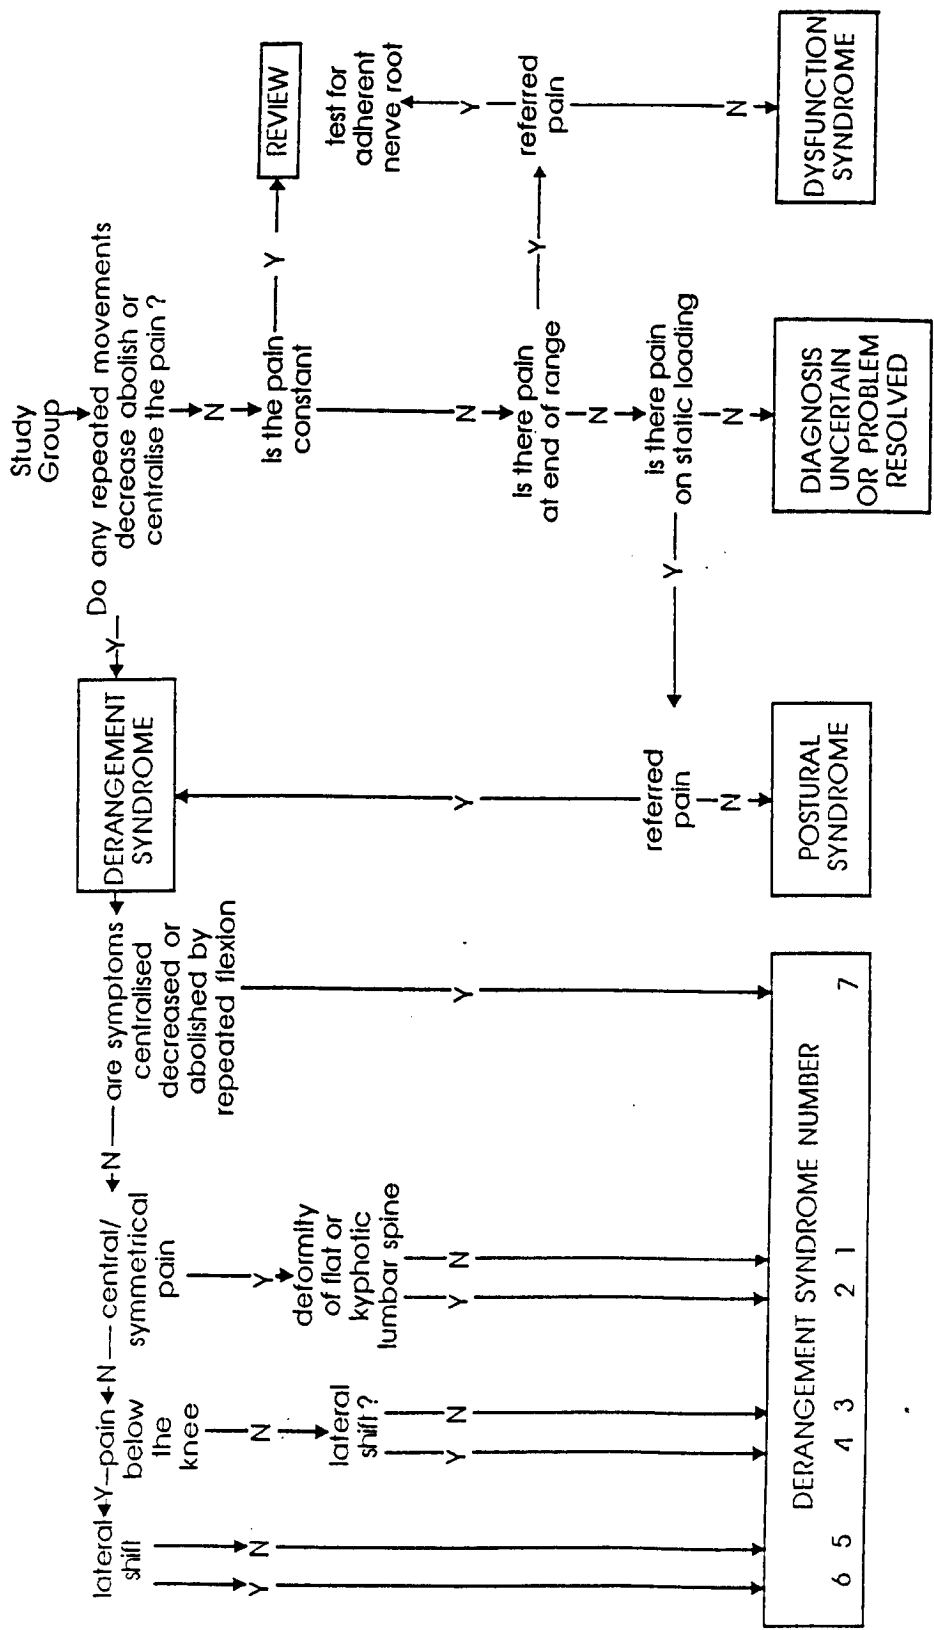 Study
Group
Do any repeated movements
decrease abolish or
centralise the pain ?
Y
DERANGEMENT
SYNDROME
are symptoms
centralised
decreased or
abolished by
repeated flexion
N
central/
symmetrical
pain
N
pain
below
the
knee
Y
lateral
shift
N
Is the pain
constant
Y
REVIEW
test for
adherent
nerve root
Y
referred
pain
N
DYSFUNCTION
SYNDROME
N
Is there pain
at end of range
Y
N
is there pain
on static loading
N
DIAGNOSIS
UNCERTAIN
OR PROBLEM
RESOLVED
Y
referred
pain
Y
N
POSTURAL
SYNDROME
Y
Y
deformity
of flat or
kyphotic
lumbar spine
N
Y
N
lateral
shift ?
N
Y
N
Y
6 5 4 3 2 1 7
DERANGEMENT SYNDROME NUMBER